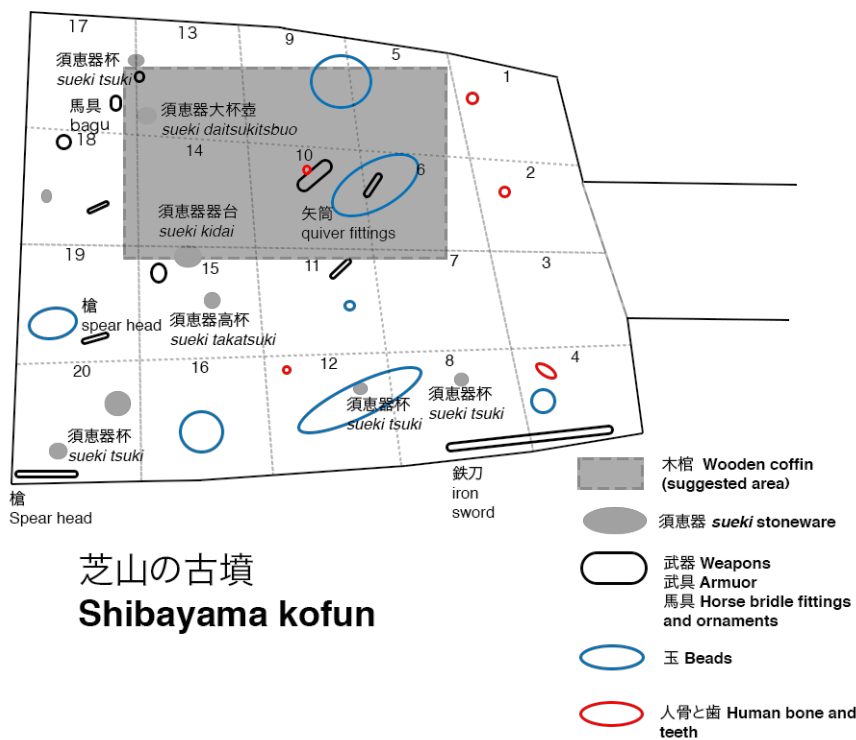 17
13
9
5
1
須恵器杯
sueki tsuki
馬具
bagu
須恵器大杯壺
sueki daitsukitsbuo
18
14
10
6
2
須恵器器台
sueki kidai
矢筒
quiver fittings
19
15
11
7
3
槍
spear head
須恵器高杯
sueki takatsuki
20
16
12
8
4
須恵器杯
sueki tsuki
須恵器杯
sueki tsuki
須恵器杯
sueki tsuki
槍
Spear head
鉄刀
iron
sword
木棺 Wooden coffin
(suggested area)
須恵器 sueki stoneware
武器 Weapons
武具 Armuor
馬具 Horse bridle fittings
and ornaments
玉 Beads
人骨と歯 Human bone and
teeth
芝山の古墳
Shibayama kofun